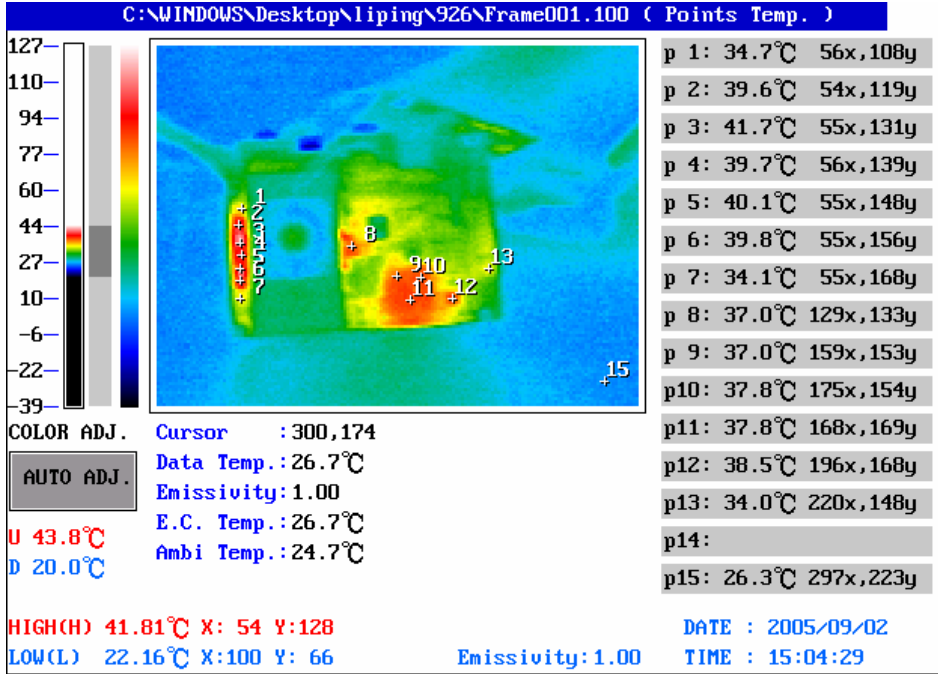 C:\WINDOWS\Desktop\liping\926\Frame001.100 ( Points Temp. )
127
110
94
77
60
44
27
10
-6
-22
-39
1
2
3
4
5
6
7
8
9 10
11
12
13
15
p 1: 34.7℃ 56x,108y
p 2: 39.6℃ 54x,119y
p 3: 41.7℃ 55x,131y
p 4: 39.7℃ 56x,139y
p 5: 40.1℃ 55x,148y
p 6: 39.8℃ 55x,156y
p 7: 34.1℃ 55x,168y
p 8: 37.0℃ 129x,133y
p 9: 37.0℃ 159x,153y
p10: 37.8℃ 175x,154y
p11: 37.8℃ 168x,169y
p12: 38.5℃ 196x,168y
p13: 34.0℃ 220x,148y
p14:
p15: 26.3℃ 297x,223y
COLOR ADJ.
AUTO ADJ.
U 43.8℃
D 20.0℃
Cursor :300,174
Data Temp.:26.7℃
Emissivity:1.00
E.C. Temp.:26.7℃
Ambi Temp.:24.7℃
HIGH(H) 41.81℃ X: 54 Y:128
LOW(L) 22.16℃ X:100 Y: 66
Emissivity:1.00
DATE : 2005/09/02
TIME : 15:04:29